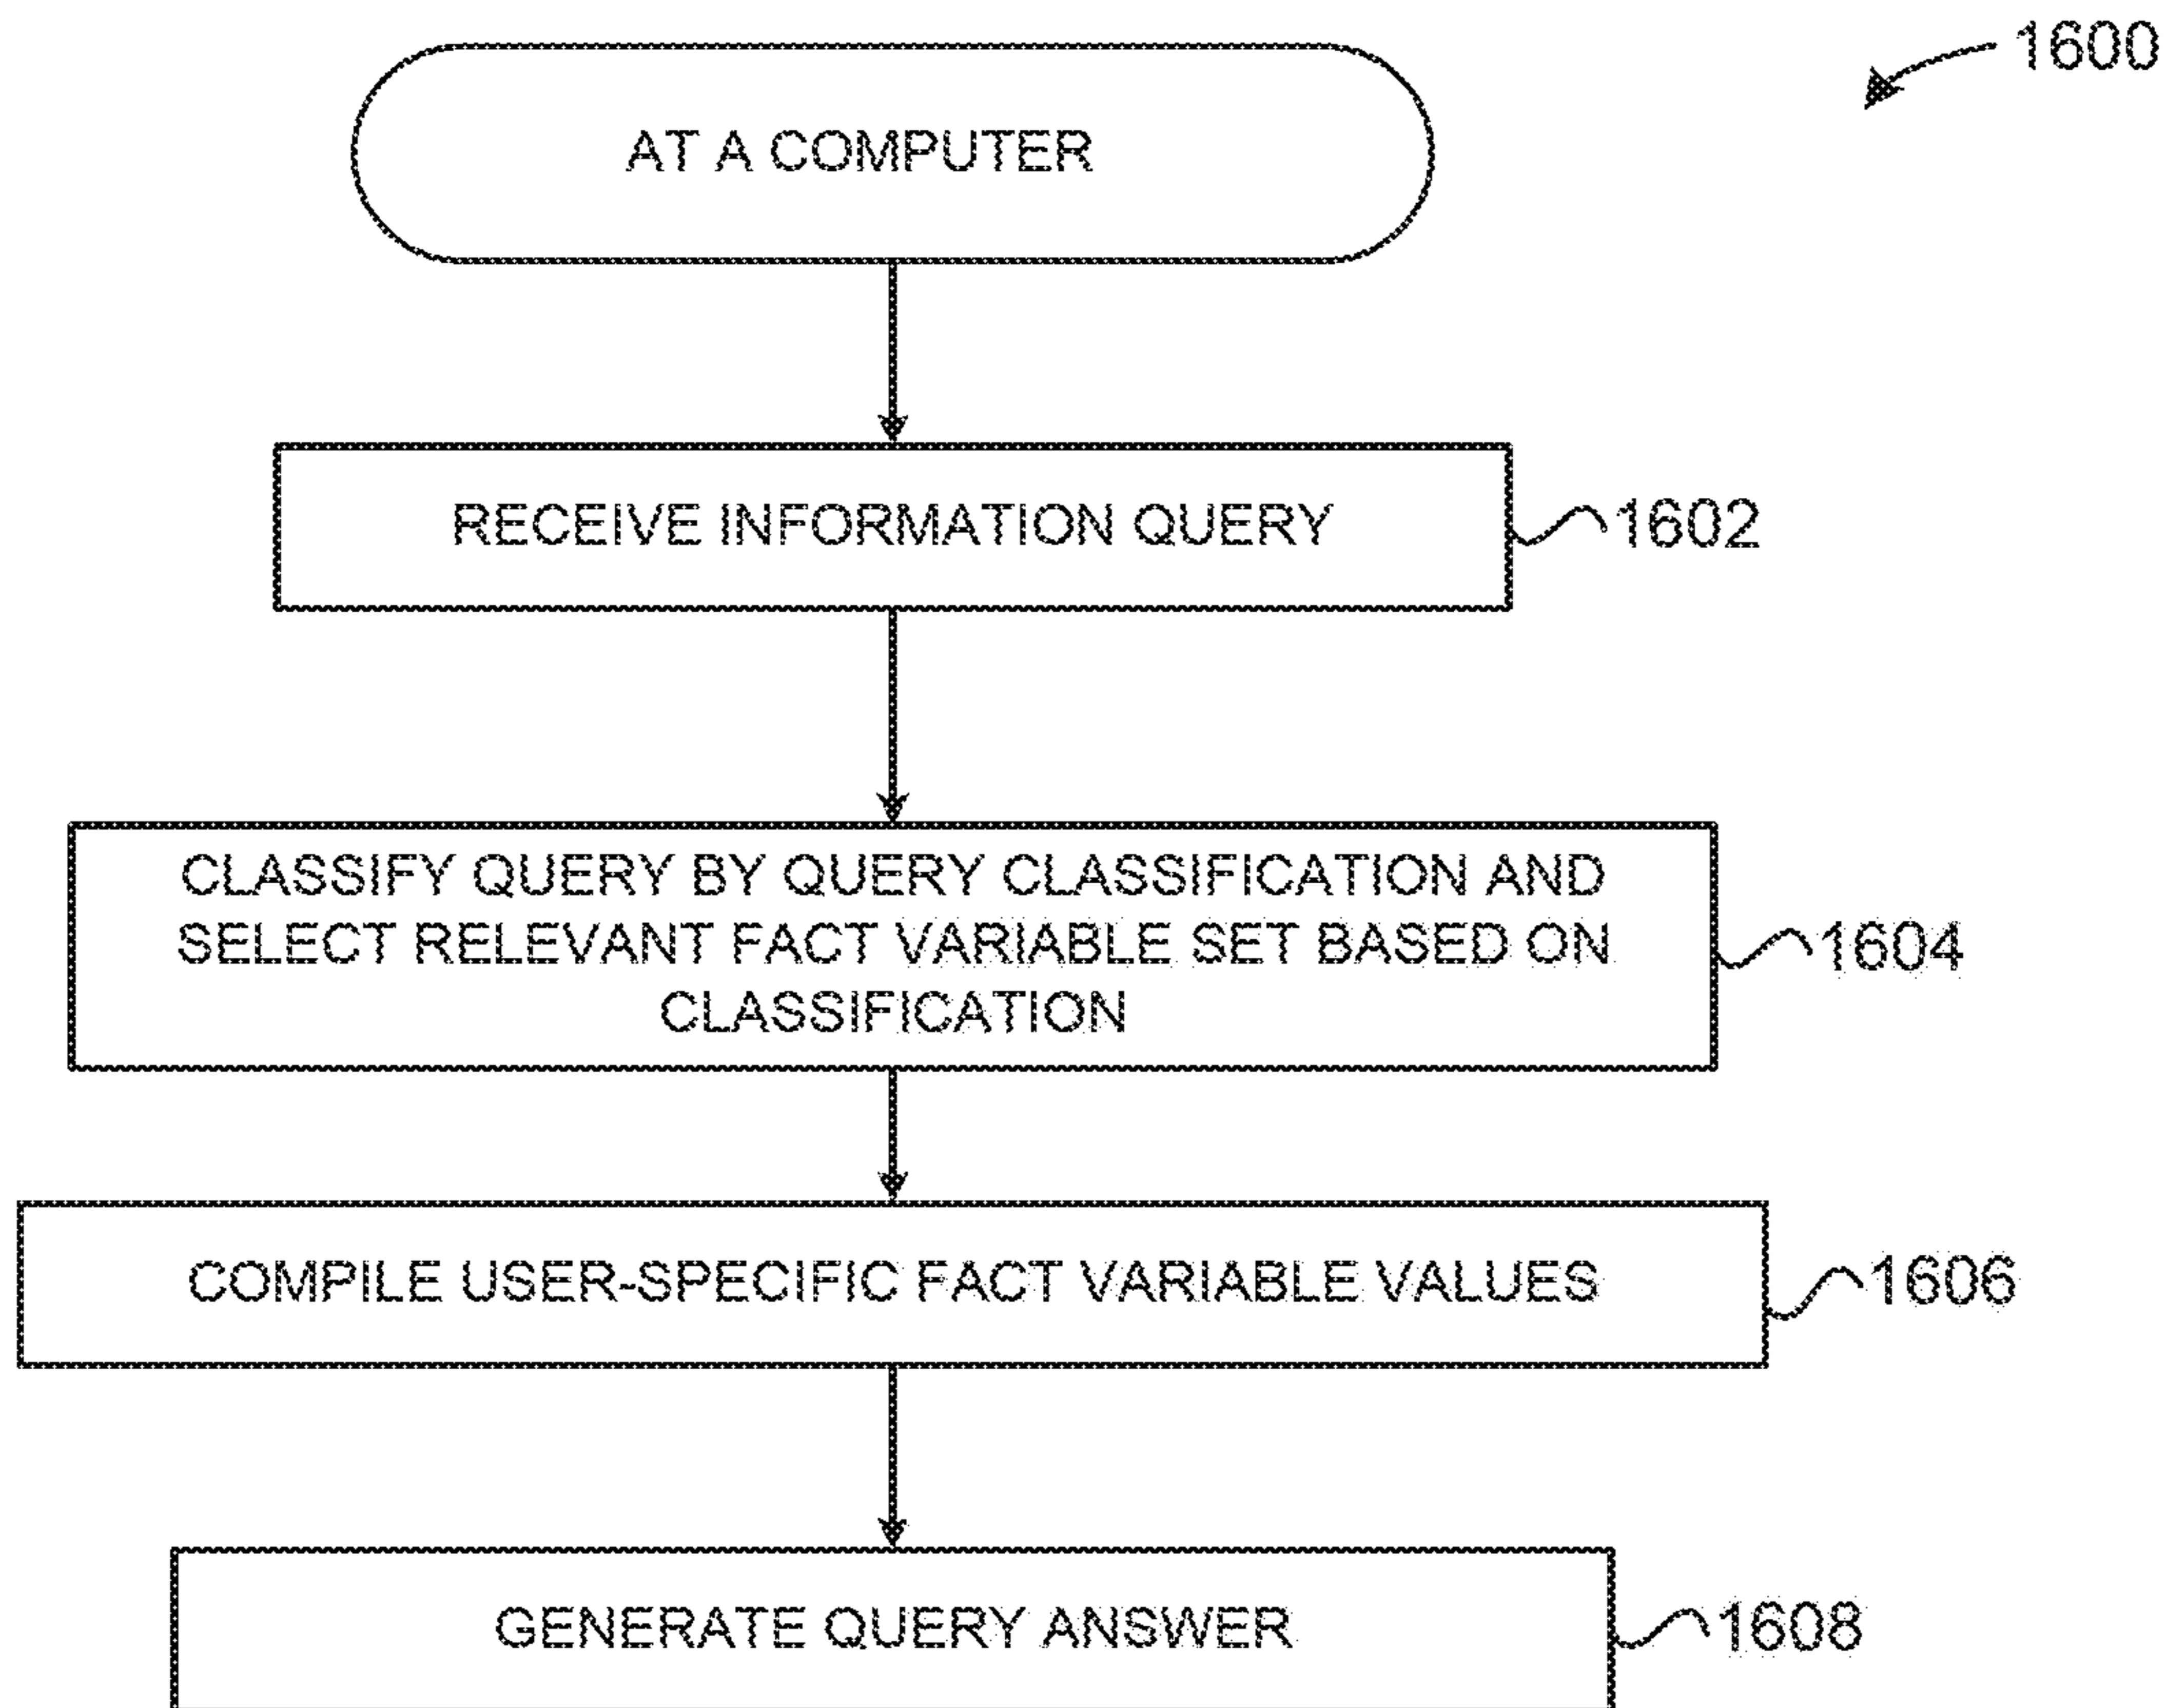 1600
AT A COMPUTER
RECEIVE INFORMATION QUERY
1602
CLASSIFY QUERY BY QUERY CLASSIFICATION AND
SELECT RELEVANT FACT VARIABLE SET BASED ON
CLASSIFICATION
1604
COMPILE USER-SPECIFIC FACT VARIABLE VALUES
1606
GENERATE QUERY ANSWER
1608